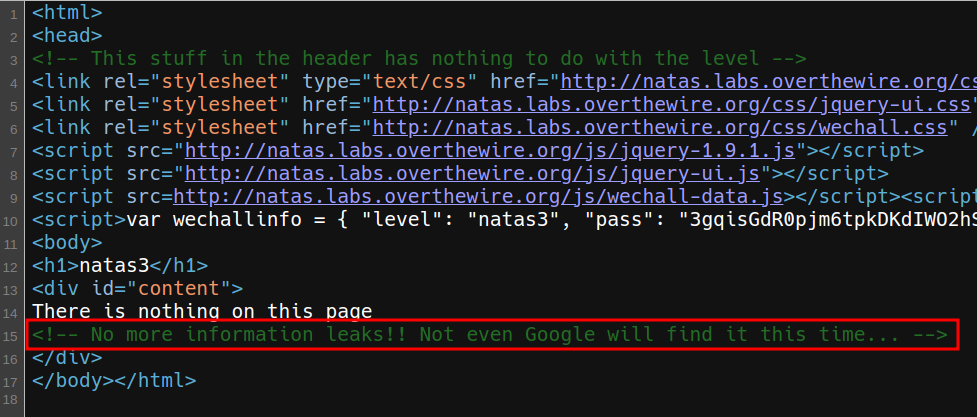 1 <html>
2 <head>
3 <!-- This stuff in the header has nothing to do with the level -->
4 <link rel="stylesheet" type="text/css" href="http://natas.labs.overthewire.org/cs
5 <link rel="stylesheet" href="http://natas.labs.overthewire.org/css/jquery-ui.css"
6 <link rel="stylesheet" href="http://natas.labs.overthewire.org/css/wechall.css" /
7 <script src="http://natas.labs.overthewire.org/js/jquery-1.9.1.js"></script>
8 <script src="http://natas.labs.overthewire.org/js/jquery-ui.js"></script>
9 <script src=http://natas.labs.overthewire.org/js/wechall-data.js></script><script
10 <script>var wechallinfo = { "level": "natas3", "pass": "3gqisGdR0pjm6tpkDKdIWO2hS
11 <body>
12 <h1>natas3</h1>
13 <div id="content">
14 There is nothing on this page
15 <!-- No more information leaks!! Not even Google will find it this time... -->
16 </div>
17 </body></html>
18